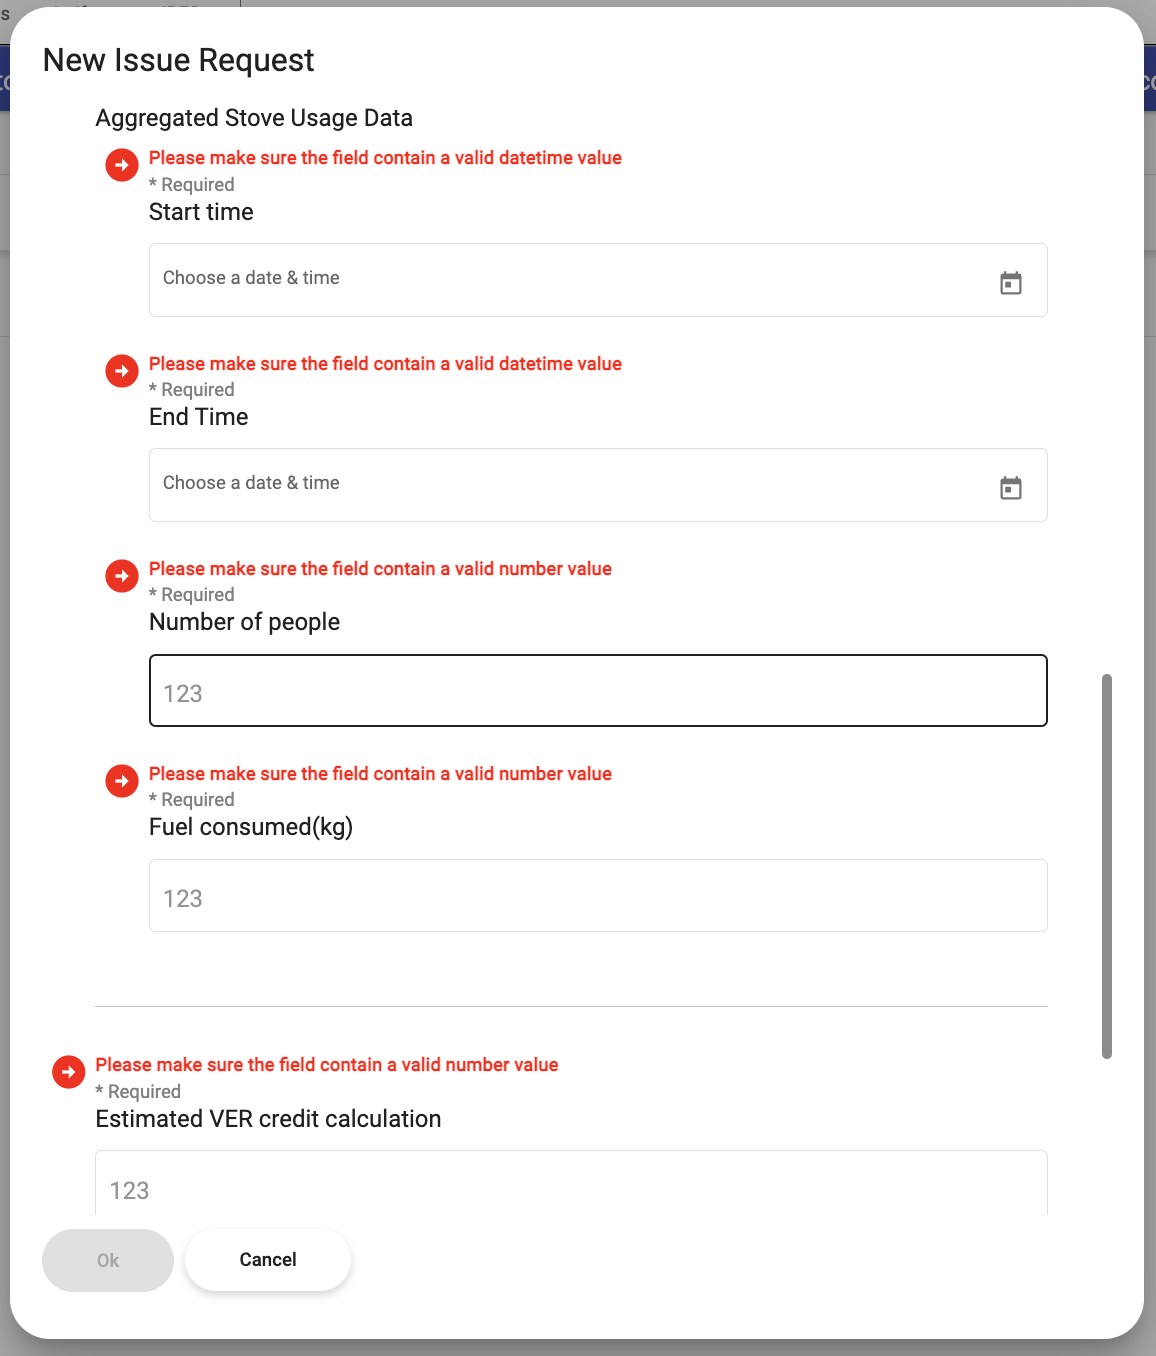 New Issue Request
Aggregated Stove Usage Data
Please make sure the field contain a valid datetime value
* Required
Start time
Choose a date & time
Please make sure the field contain a valid datetime value
* Required
End Time
Choose a date & time
Please make sure the field contain a valid number value
* Required
Number of people
123
Please make sure the field contain a valid number value
* Required
Fuel consumed(kg)
123
Please make sure the field contain a valid number value
* Required
Estimated VER credit calculation
123
Ok
Cancel